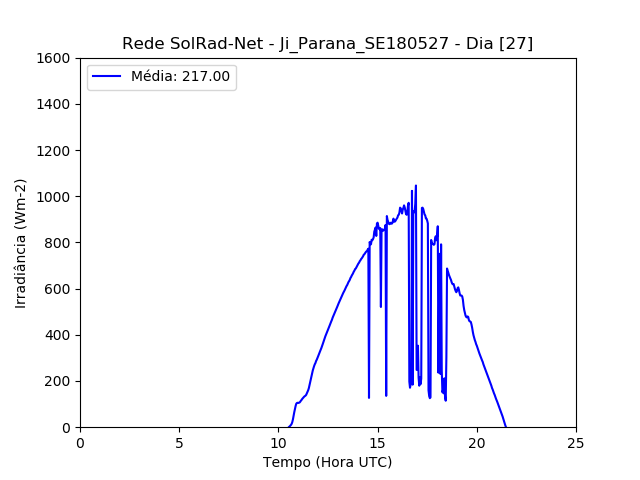 Rede SolRad-Net - Ji_Parana_SE180527 - Dia [27]
Média: 217.00
Irradiância (Wm-2)
1600
1400
1200
1000
800
600
400
200
0
0 5 10 15 20 25
Tempo (Hora UTC)